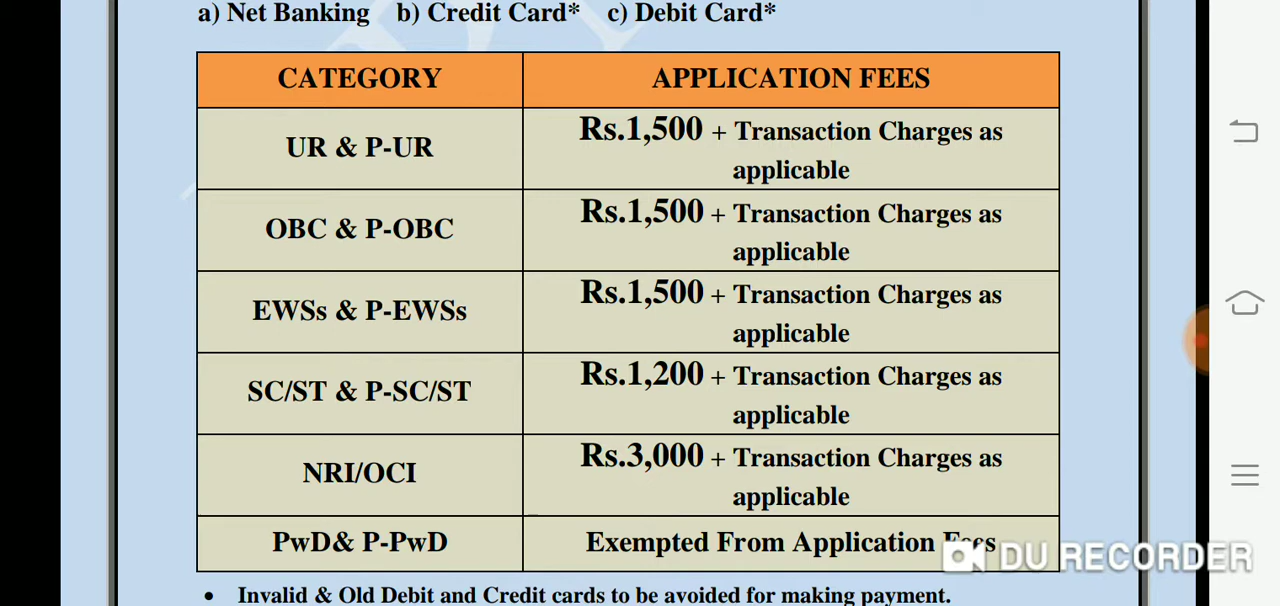 a) Net Banking b) Credit Card* c) Debit Card*
CATEGORY APPLICATION FEES
UR & P-UR Rs.1,500 + Transaction Charges as
applicable
OBC & P-OBC Rs.1,500 + Transaction Charges as
applicable
EWSs & P-EWSs Rs.1,500 + Transaction Charges as
applicable
SC/ST & P-SC/ST Rs.1,200 + Transaction Charges as
applicable
NRI/OCI Rs.3,000 + Transaction Charges as
applicable
PwD& P-PwD Exempted From Application Fees
DU RECORDER
• Invalid & Old Debit and Credit cards to be avoided for making payment.